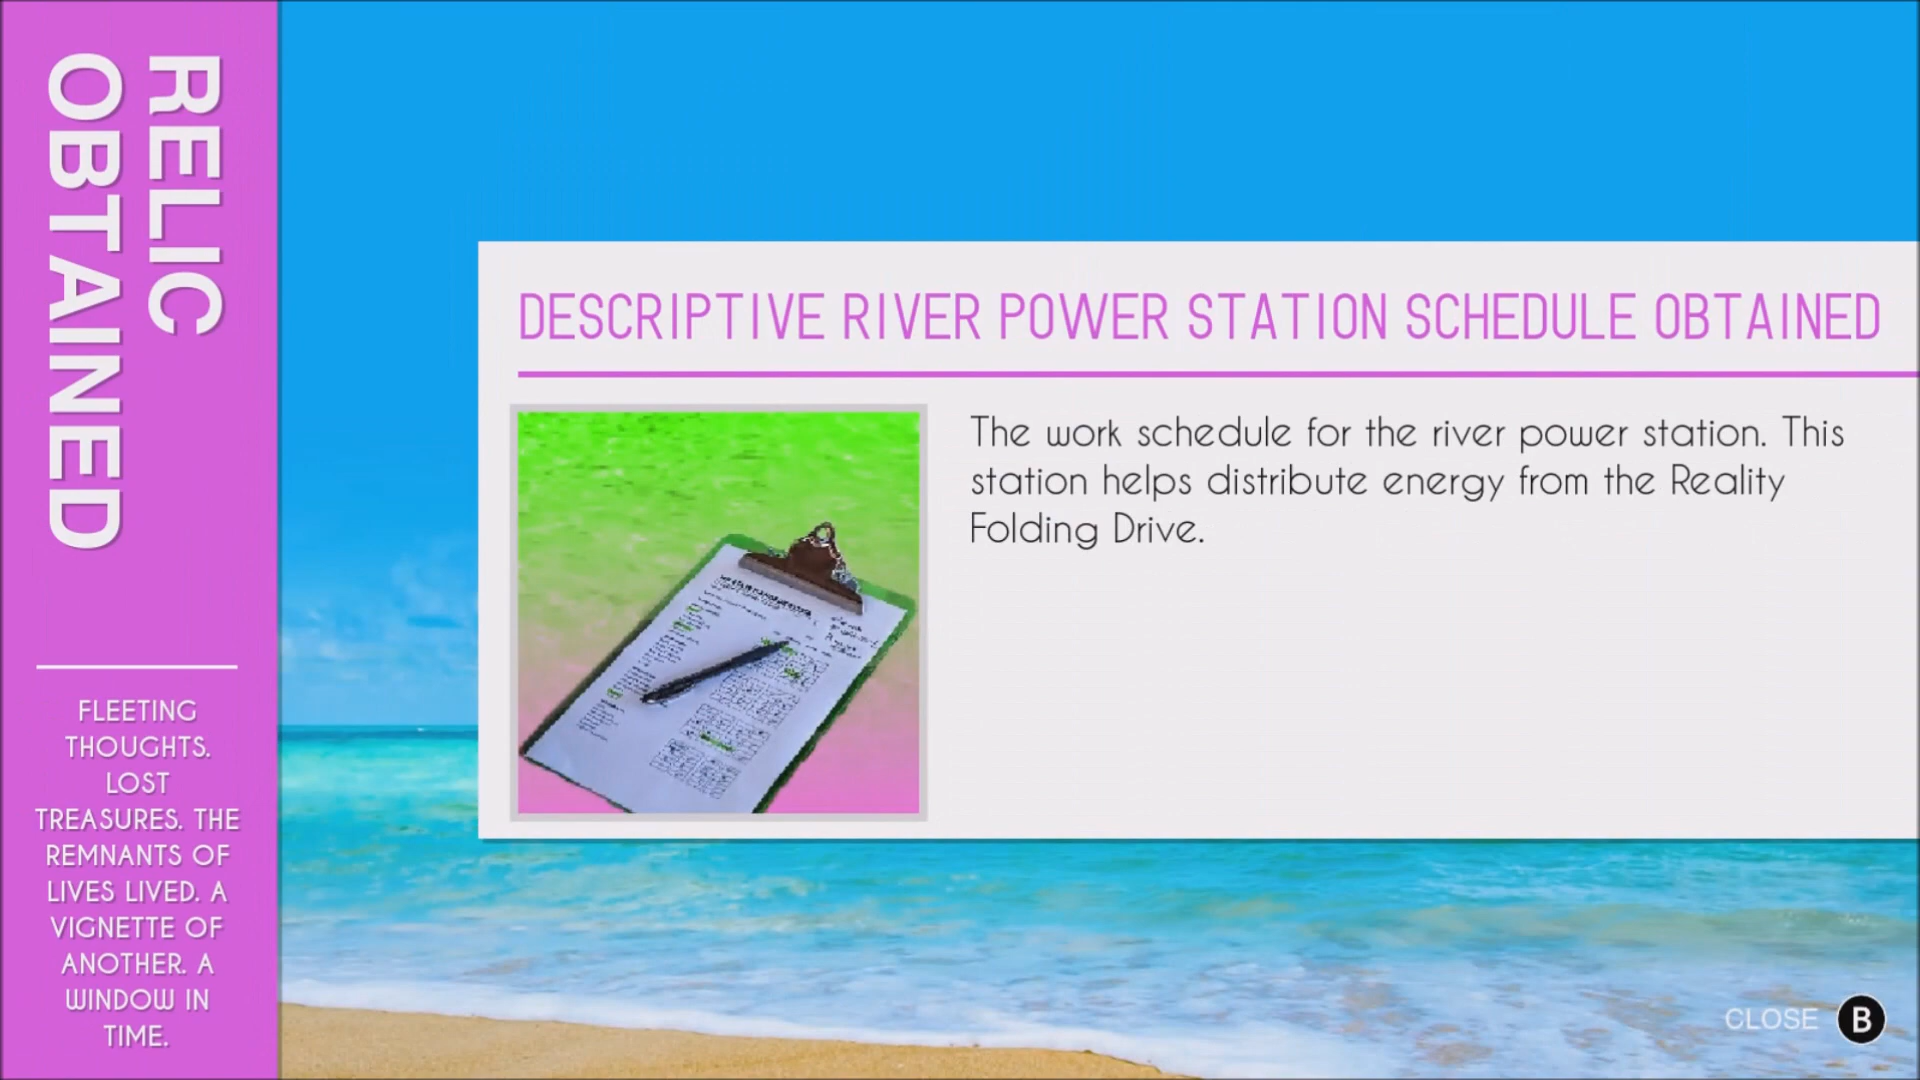 RELIC
OBTAINED
FLEETING
THOUGHTS.
LOST
TREASURES. THE
REMNANTS OF
LIVES LIVED. A
VIGNETTE OF
ANOTHER. A
WINDOW IN
TIME.
DESCRIPTIVE RIVER POWER STATION SCHEDULE OBTAINED
The work schedule for the river power station. This
station helps distribute energy from the Reality
Folding Drive.
CLOSE B